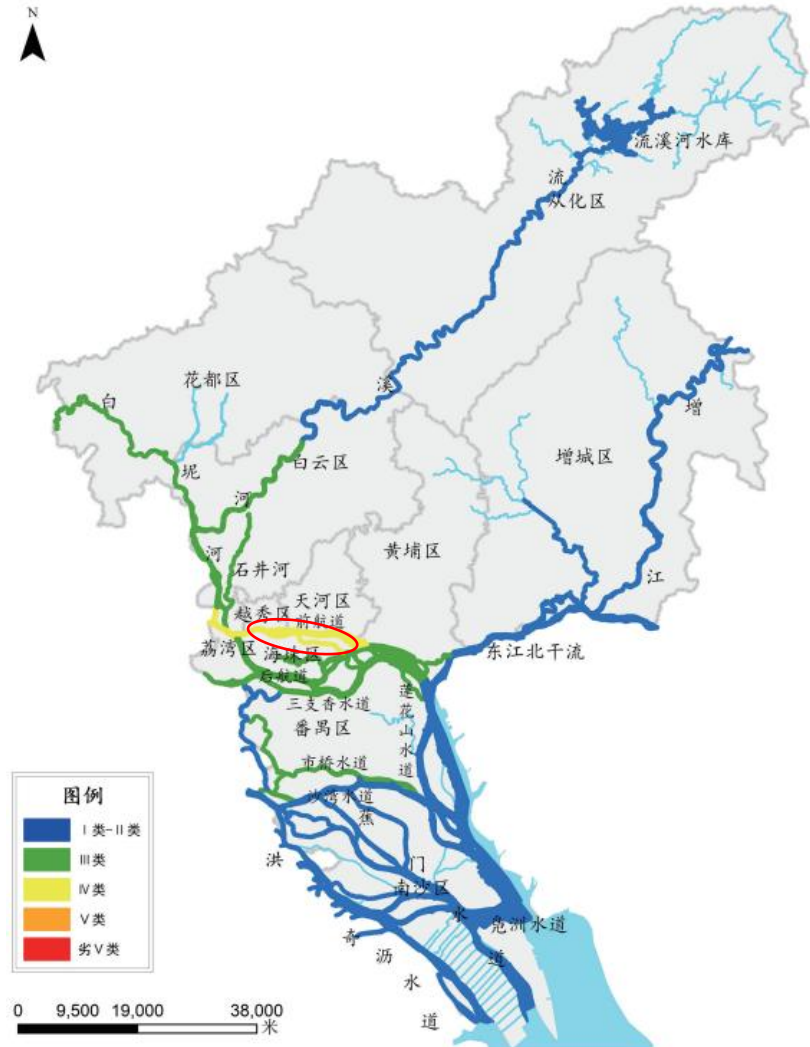 N
流溪河水库
流
从化区
溪
花都区
白
增
白云区
增城区
坭
河
黄埔区
河
石井河
江
天河区
越秀区
前航道
荔湾区
海珠区
东江北干流
后航道
莲花山水道
三支香水道
番禺区
市桥水道
沙湾水道
蕉
洪
门
南沙区
水
凫洲水道
奇
道
沥
水
道
图例
Ⅰ类-Ⅱ类
Ⅲ类
Ⅳ类
Ⅴ类
劣Ⅴ类
0 9,500 19,000 38,000
米